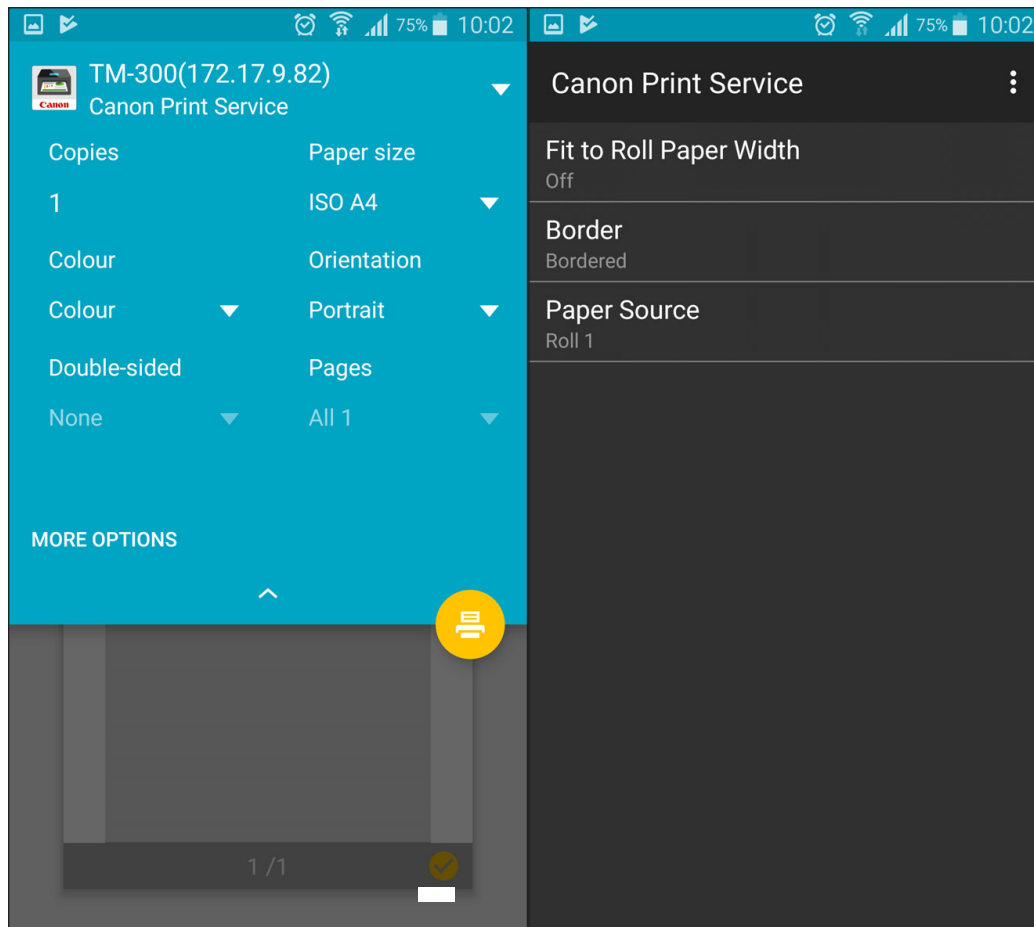 75% 10:02
TM-300(172.17.9.82)
Canon
Canon Print Service
Copies Paper size
1 ISO A4
Colour Orientation
Colour Portrait
Double-sided Pages
None All 1
MORE OPTIONS
1 /1
75% 10:02
Canon Print Service
Fit to Roll Paper Width
Off
Border
Bordered
Paper Source
Roll 1